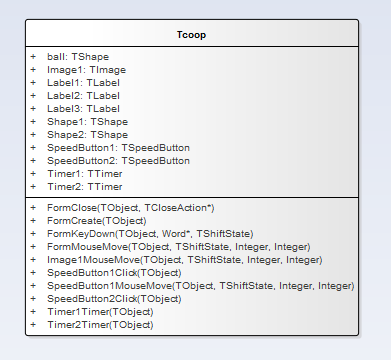 Tcoop
+ ball: TShape
+ Image1: TImage
+ Label1: TLabel
+ Label2: TLabel
+ Label3: TLabel
+ Shape1: TShape
+ Shape2: TShape
+ SpeedButton1: TSpeedButton
+ SpeedButton2: TSpeedButton
+ Timer1: TTimer
+ Timer2: TTimer
+ FormClose(TObject, TCloseAction*)
+ FormCreate(TObject)
+ FormKeyDown(TObject, Word*, TShiftState)
+ FormMouseMove(TObject, TShiftState, Integer, Integer)
+ Image1MouseMove(TObject, TShiftState, Integer, Integer)
+ SpeedButton1Click(TObject)
+ SpeedButton1MouseMove(TObject, TShiftState, Integer, Integer)
+ SpeedButton2Click(TObject)
+ Timer1Timer(TObject)
+ Timer2Timer(TObject)